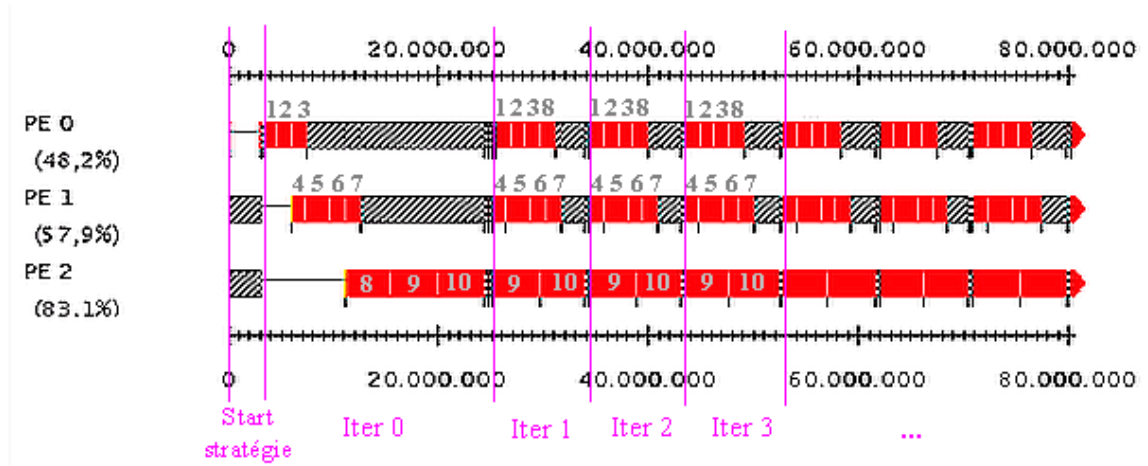 0 20.000.000 40.000.000 60.000.000 80.000.000
1 2 3 1 2 3 8 1 2 3 8 1 2 3 8 ...
PE 0
(48,2%)
4 5 6 7 4 5 6 7 4 5 6 7 4 5 6 7
PE 1
(57,9%)
PE 2
8 9 10 9 10 9 10 9 10
(83.1%)
0 20.000.000 40.000.000 60.000.000 80.000.000
Start
stratégie
Iter 0 Iter 1 Iter 2 Iter 3 ...